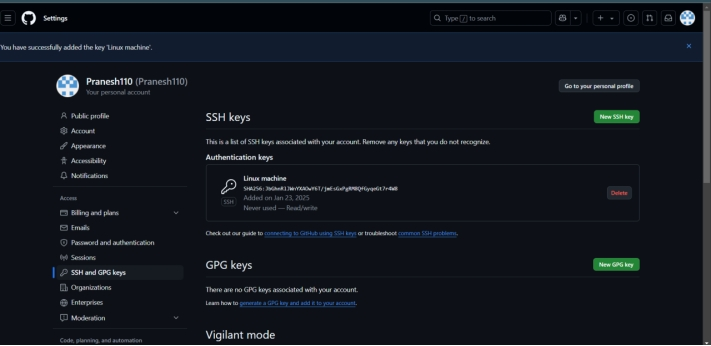 Settings
Type / to search
You have successfully added the key 'Linux machine'.
Pranesh110 (Pranesh110)
Your personal account
Go to your personal profile
Public profile
Account
Appearance
Accessibility
Notifications
Access
Billing and plans
Emails
Password and authentication
Sessions
SSH and GPG keys
Organizations
Enterprises
Moderation
Code, planning, and automation
SSH keys
New SSH key
This is a list of SSH keys associated with your account. Remove any keys that you do not recognize.
Authentication keys
Linux machine
SSH
Added on Jan 23, 2025
Never used — Read/write
Delete
Check out our guide to connecting to GitHub using SSH keys or troubleshoot common SSH problems.
GPG keys
New GPG key
There are no GPG keys associated with your account.
Learn how to generate a GPG key and add it to your account.
Vigilant mode